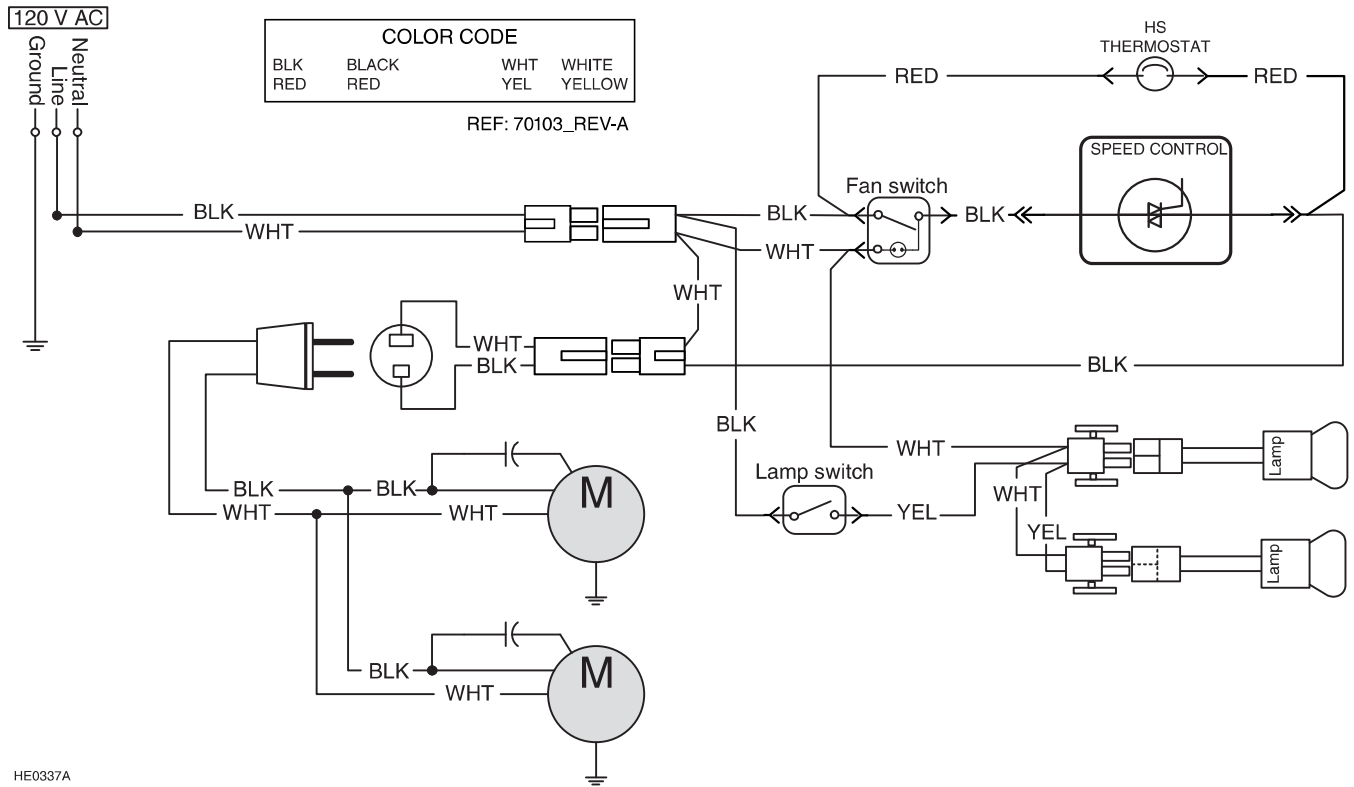 120 V AC
Ground
Line
Neutral
COLOR CODE
BLK BLACK WHT WHITE
RED RED YEL YELLOW
REF: 70103_REV-A
HS
THERMOSTAT
RED
RED
SPEED CONTROL
Fan switch
BLK
BLK
BLK
WHT
WHT
WHT
WHT
BLK
BLK
BLK
WHT
Lamp
Lamp switch
WHT
YEL
YEL
Lamp
BLK
BLK
WHT
WHT
M
BLK
WHT
M
HE0337A